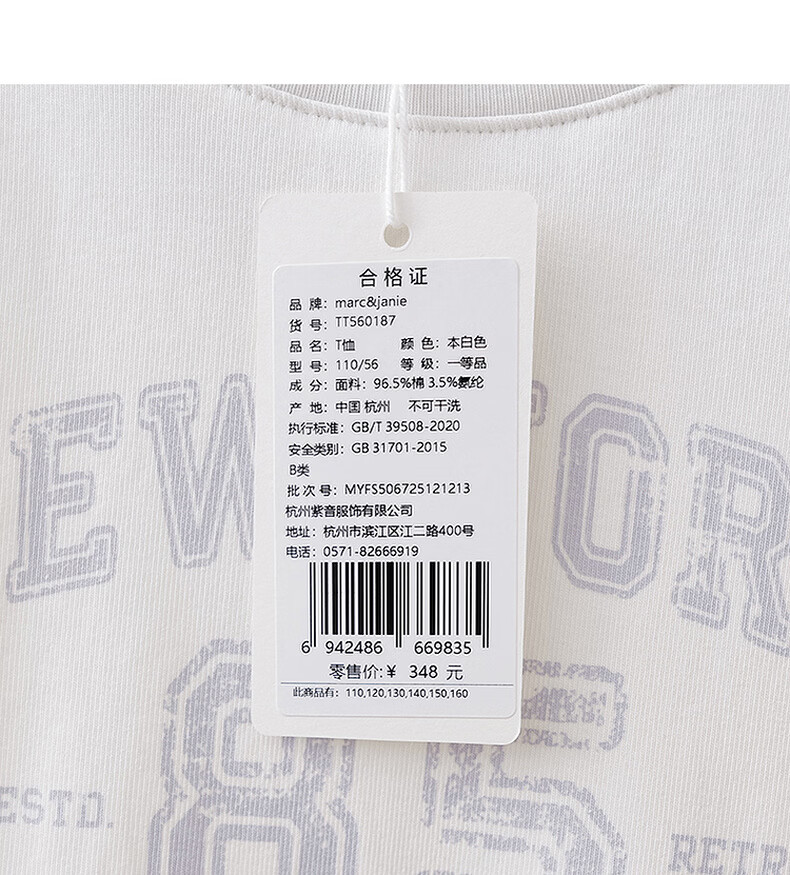 合格证
品 牌：marc&janie
货 号：TT560187
品 名：T恤 颜 色：本白色
型 号：110/56 等 级：一等品
成 分：面料：96.5%棉 3.5%氨纶
产 地：中国 杭州 不可干洗
执行标准：GB/T 39508-2020
安全类别：GB 31701-2015
B类
批 次 号：MYFS506725121213
杭州紫音服饰有限公司
地址：杭州市滨江区江二路400号
电话：0571-82666919
6 942486 669835
零售价:¥ 348 元
此商品有：110,120,130,140,150,160
EW YOR
85
ESTD.
RETR